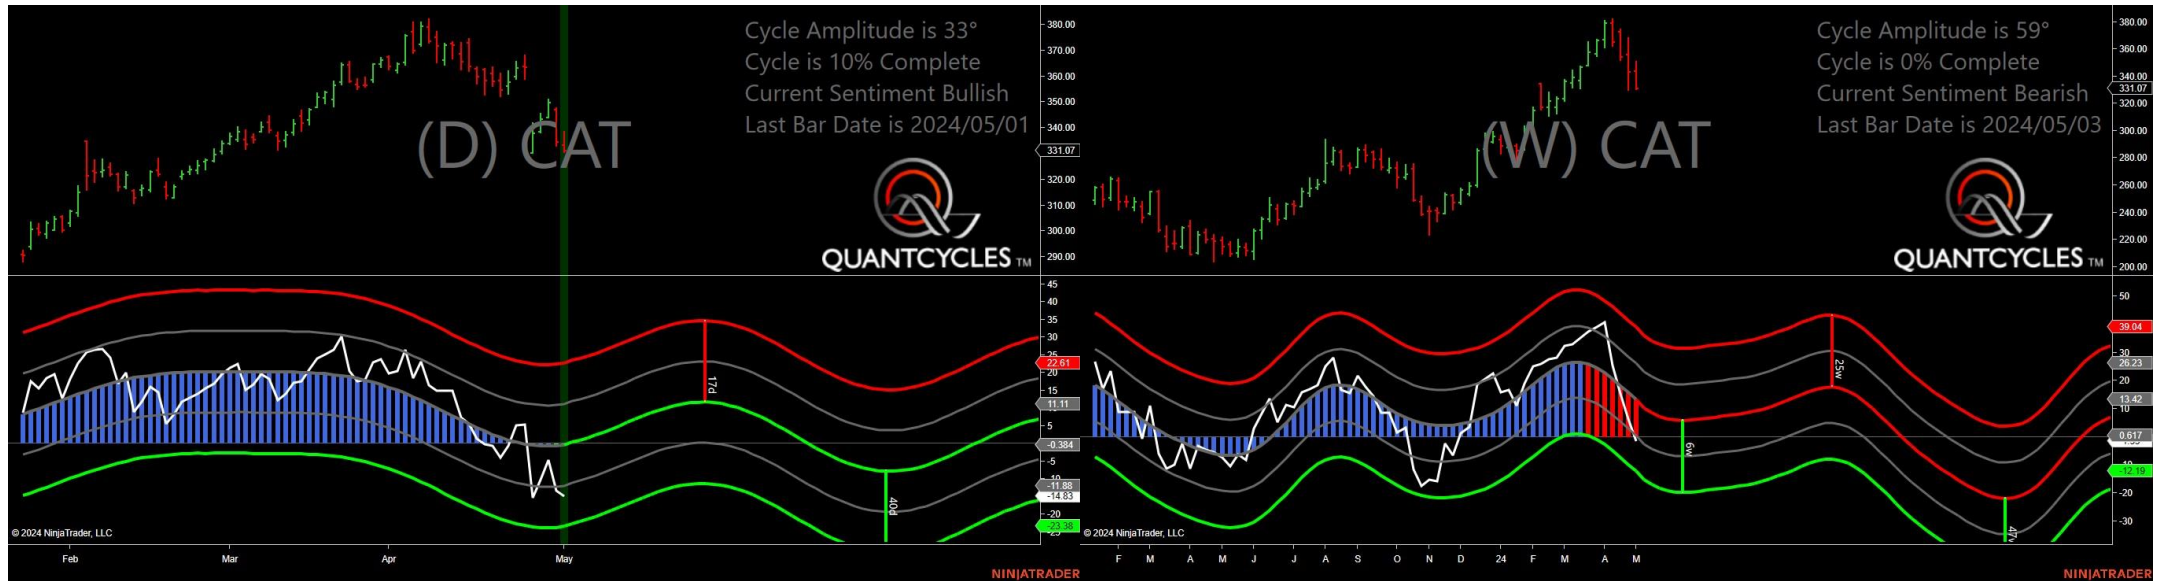 Cycle Amplitude is 33°
Cycle is 10% Complete
Current Sentiment Bullish
Last Bar Date is 2024/05/01
(D) CAT
QUANTCYCLES TM
380.00
370.00
360.00
350.00
340.00
331.07
320.00
310.00
300.00
290.00
45
40
35
30
25
22.61
20
15
11.11
5
-0.384
-5
-11.88
-14.83
-20
-23.38
-25
17d
40d
© 2024 NinjaTrader, LLC
Feb Mar Apr May
NINJATRADER
Cycle Amplitude is 59°
Cycle is 0% Complete
Current Sentiment Bearish
Last Bar Date is 2024/05/03
(W) CAT
QUANTCYCLES TM
380.00
360.00
340.00
331.07
320.00
300.00
280.00
260.00
240.00
220.00
200.00
50
39.04
30
26.23
20
13.42
10
0.617
-12.19
-20
-30
25w
6w
© 2024 NinjaTrader, LLC
F M A M J J A S O N D 24 F M A M
NINJATRADER